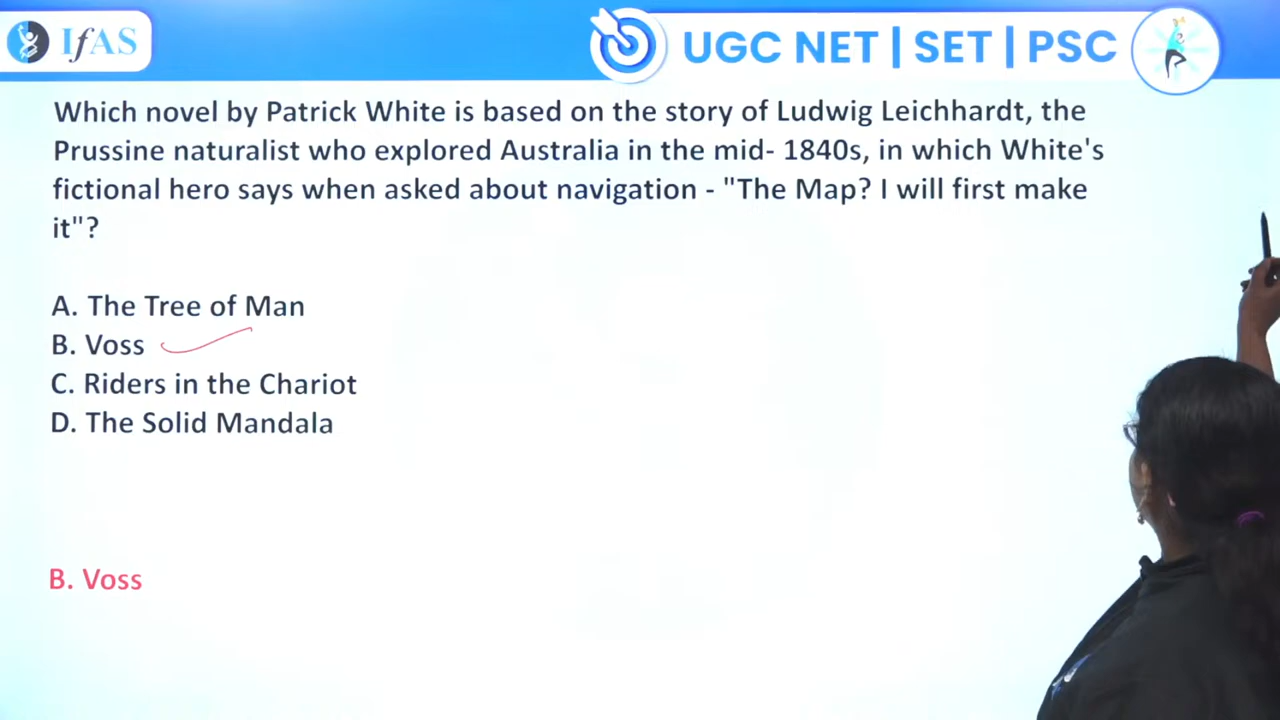 IfAS
UGC NET | SET | PSC
Which novel by Patrick White is based on the story of Ludwig Leichhardt, the
Prussine naturalist who explored Australia in the mid- 1840s, in which White's
fictional hero says when asked about navigation - "The Map? I will first make
it"?
A. The Tree of Man
B. Voss
C. Riders in the Chariot
D. The Solid Mandala
B. Voss